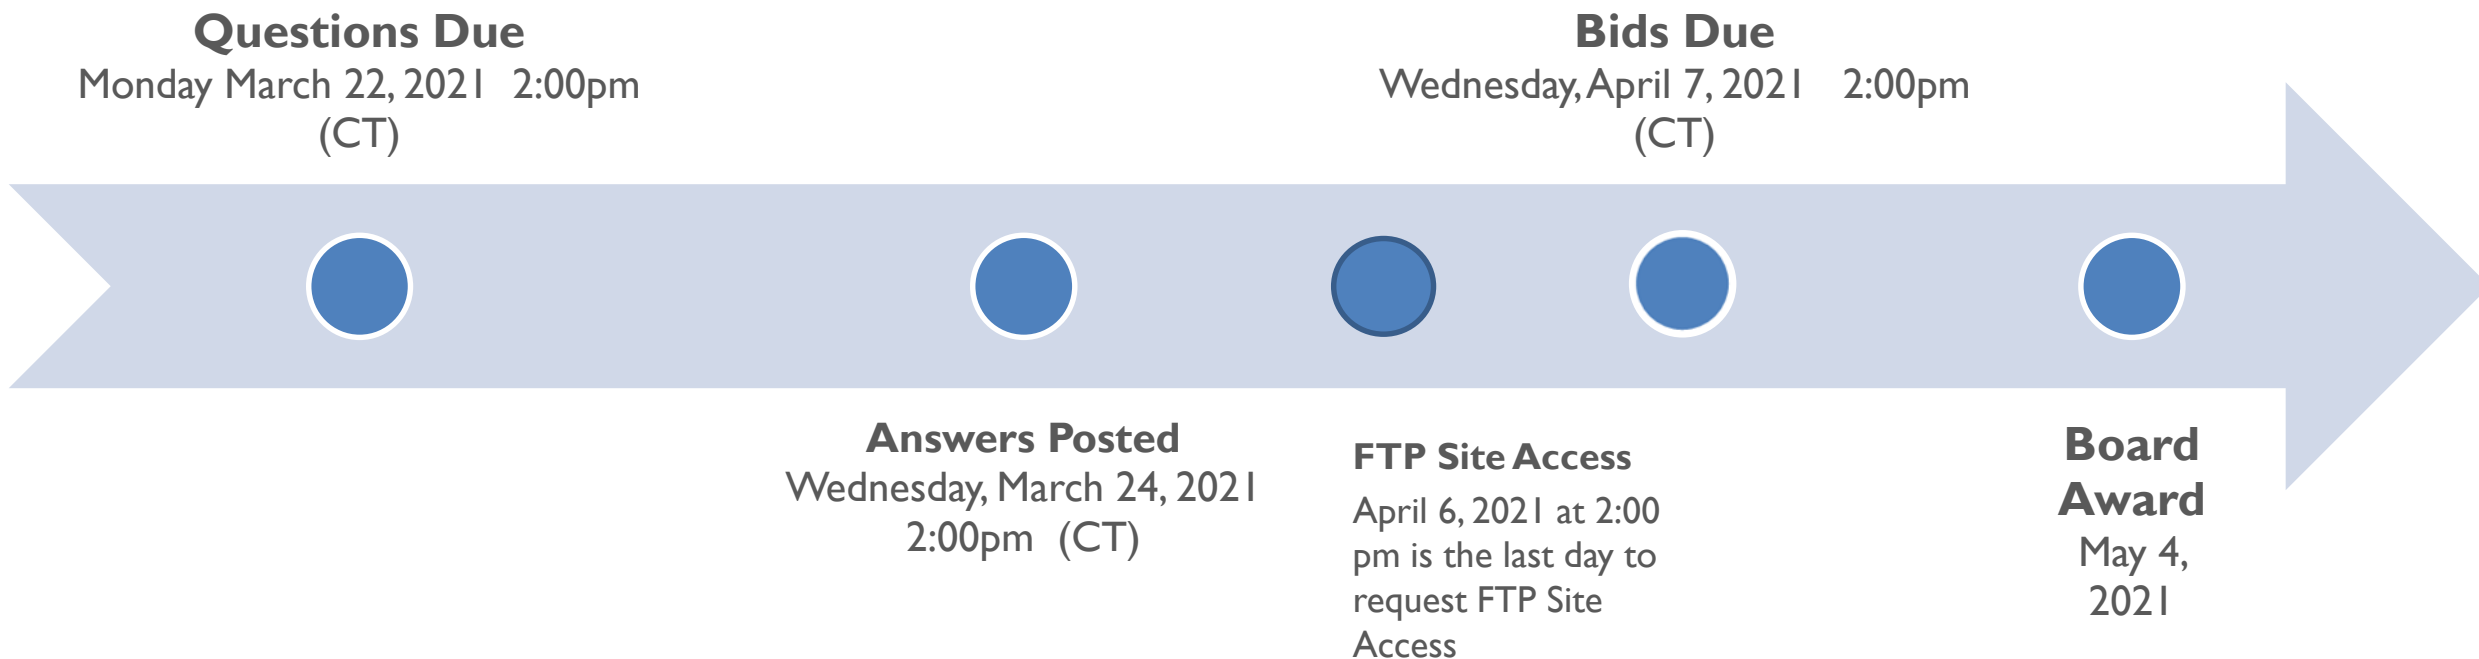 Questions Due
Monday March 22, 2021 2:00pm
(CT)
Bids Due
Wednesday, April 7, 2021 2:00pm
(CT)
Answers Posted
Wednesday, March 24, 2021
2:00pm (CT)
FTP Site Access
April 6, 2021 at 2:00
pm is the last day to
request FTP Site
Access
Board
Award
May 4,
2021